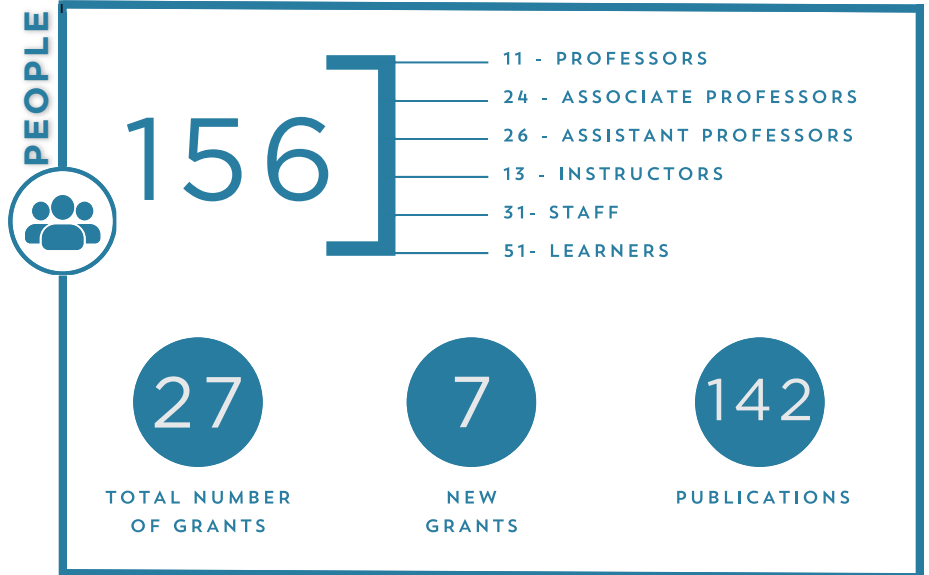 PEOPLE
156
11 - PROFESSORS
24 - ASSOCIATE PROFESSORS
26 - ASSISTANT PROFESSORS
13 - INSTRUCTORS
31- STAFF
51- LEARNERS
27
TOTAL NUMBER
OF GRANTS
7
NEW
GRANTS
142
PUBLICATIONS